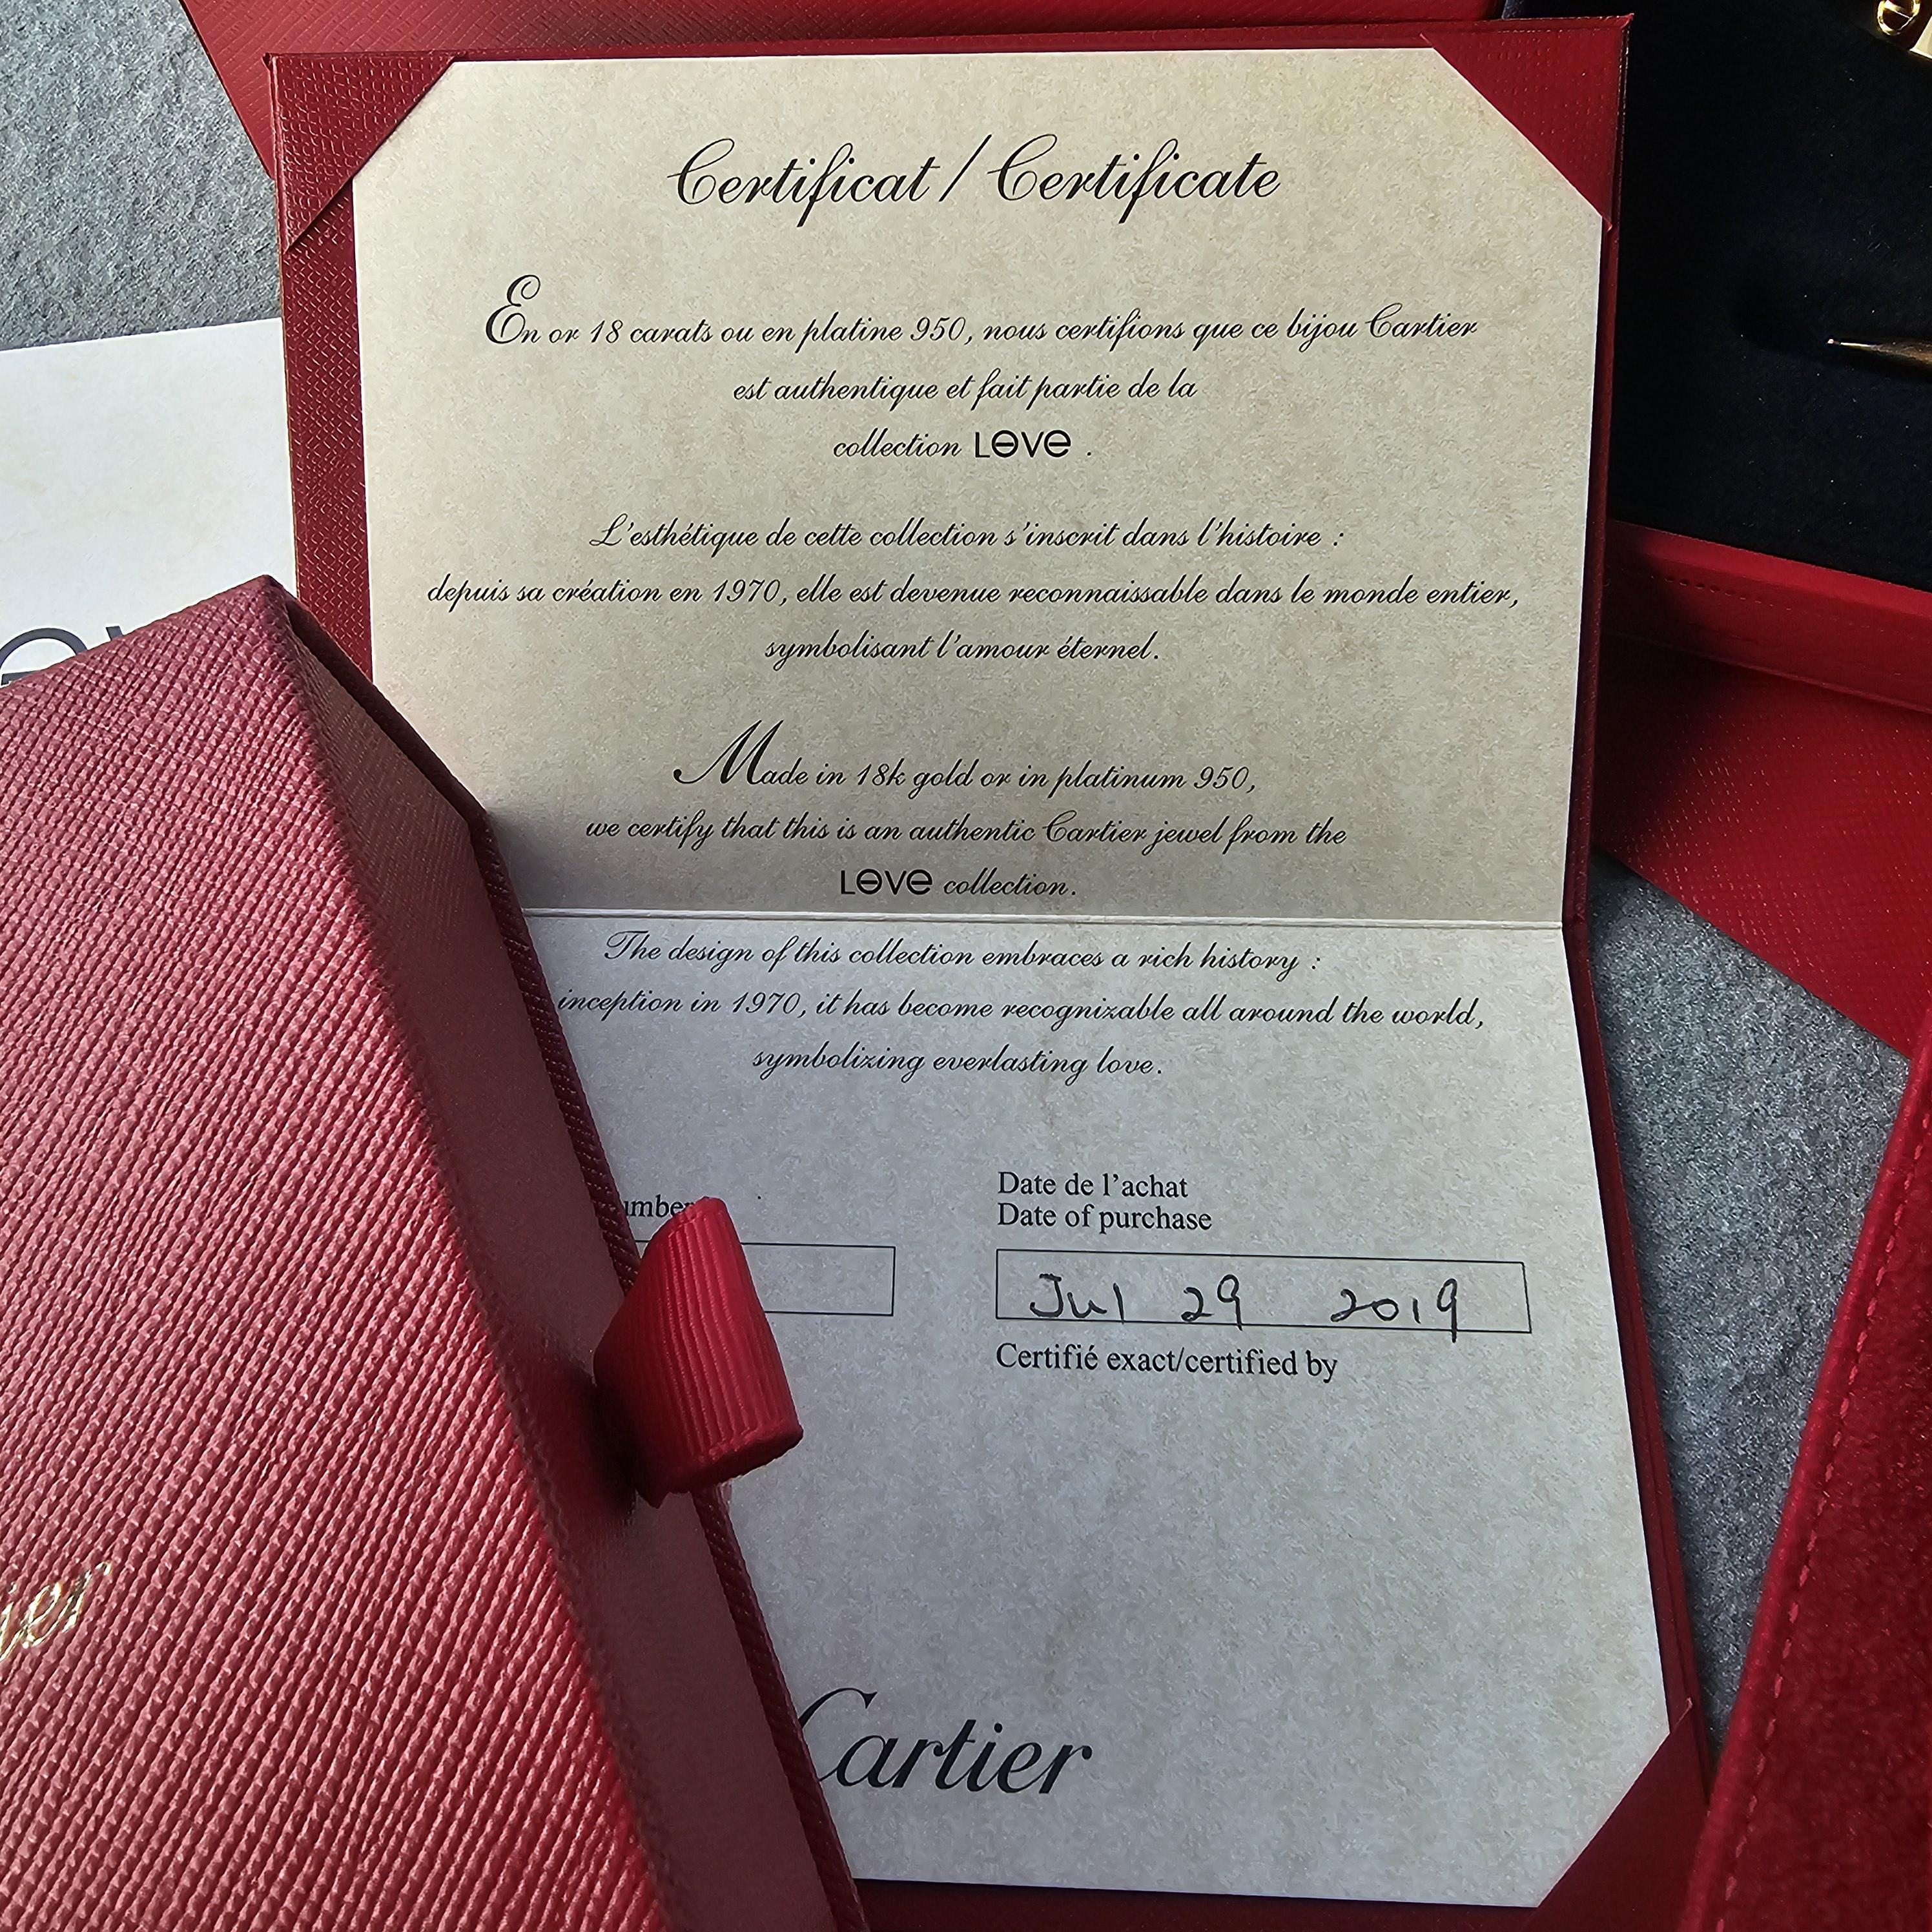 Certificat / Certificate
En or 18 carats ou en platine 950, nous certifions que ce bijou Cartier
est authentique et fait partie de la
collection LOVE .
L'esthétique de cette collection s'inscrit dans l'histoire :
depuis sa création en 1970, elle est devenue reconnaissable dans le monde entier,
symbolisant l'amour éternel.
Made in 18k gold or in platinum 950,
we certify that this is an authentic Cartier jewel from the
LOVE collection.
The design of this collection embraces a rich history :
inception in 1970, it has become recognizable all around the world,
symbolizing everlasting love.
Date de l'achat
Date of purchase
Jul 29 2019
Certifié exact/certified by
Cartier